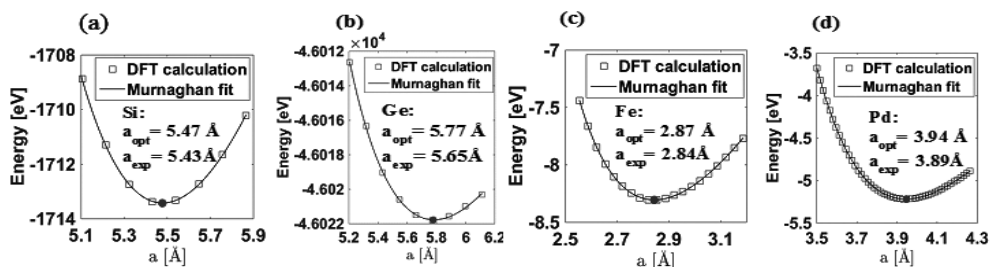 (a)
-1708
-1710
-1712
-1714
Energy [eV]
DFT calculation
Murnaghan fit
Si:
a_opt = 5.47 Å
a_exp = 5.43Å
5.1 5.3 5.5 5.7 5.9
a [Å]
(b)
×10⁴
-4.6012
-4.6014
-4.6016
-4.6018
-4.602
-4.6022
Energy [eV]
DFT calculation
Murnaghan fit
Ge:
a_opt = 5.77 Å
a_exp = 5.65Å
5.2 5.4 5.6 5.8 6 6.2
a [Å]
(c)
-7
-7.5
-8
-8.5
Energy [eV]
DFT calculation
Murnaghan fit
Fe:
a_opt = 2.87 Å
a_exp = 2.84Å
2.5 2.7 2.9 3.1
a [Å]
(d)
-3.5
-4
-4.5
-5
-5.5
Energy [eV]
DFT calculation
Murnaghan fit
Pd:
a_opt = 3.94 Å
a_exp = 3.89Å
3.5 3.7 3.9 4.1 4.3
a [Å]